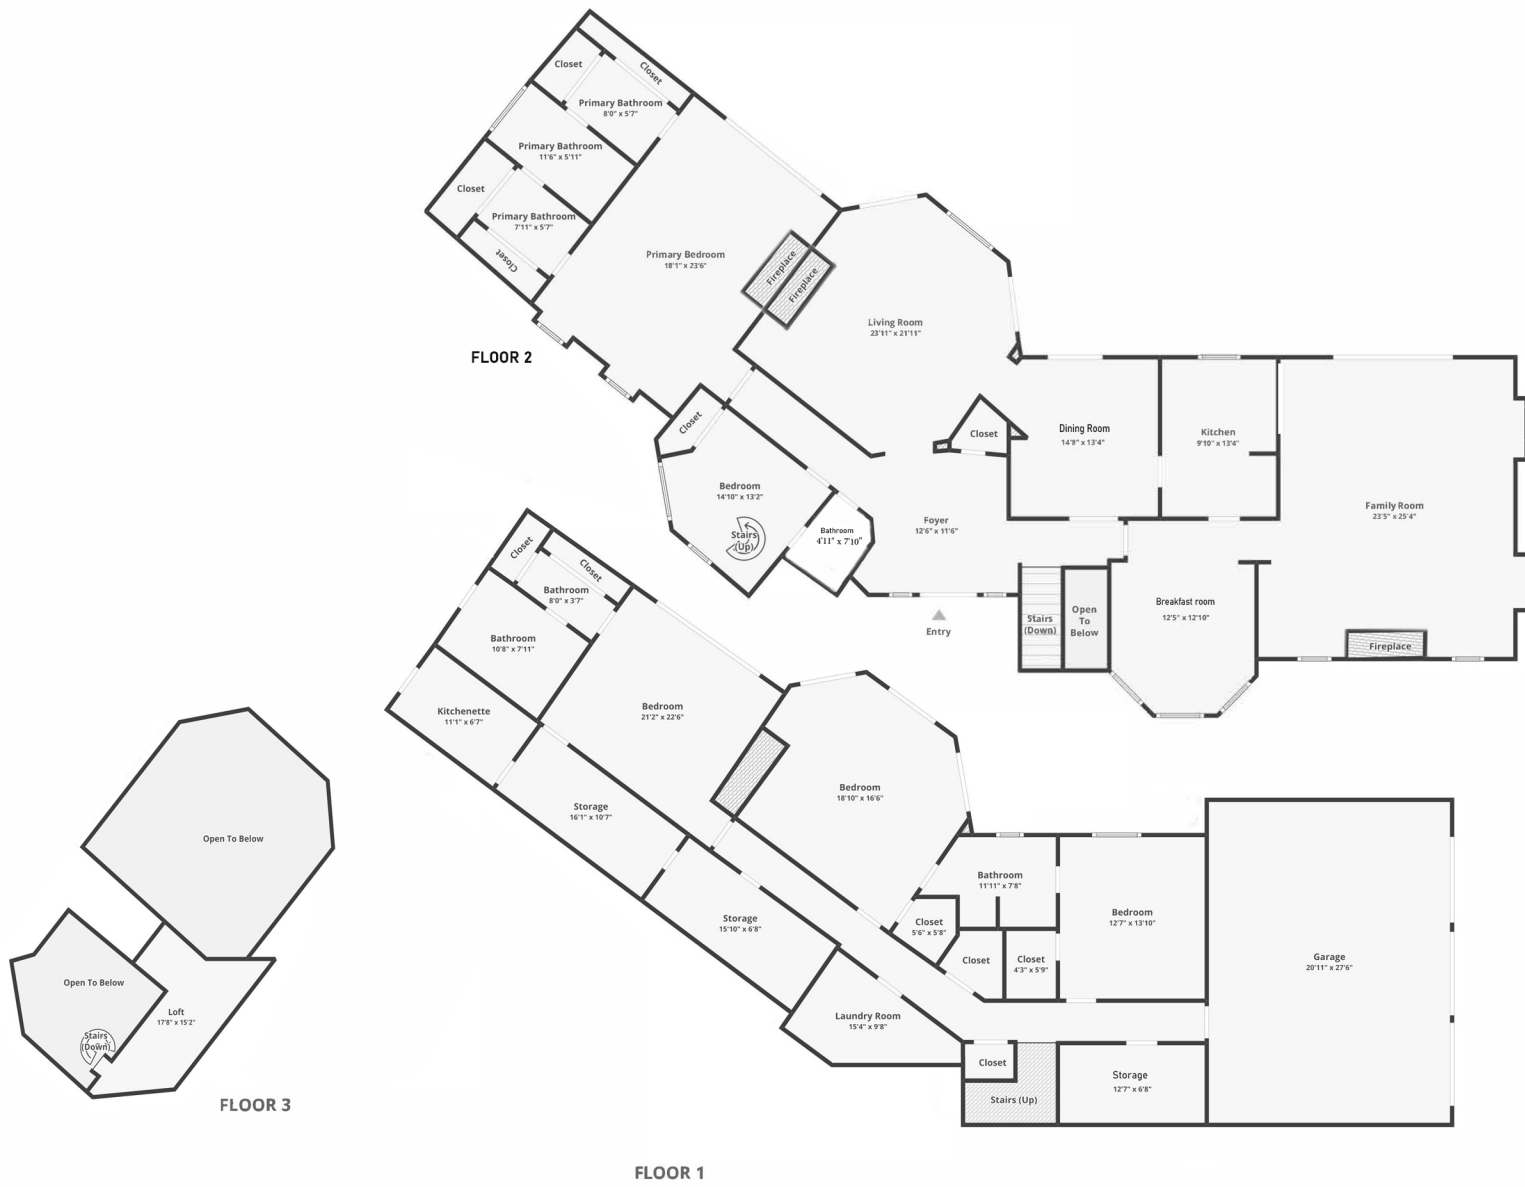 Closet
Closet
Primary Bathroom
8'0" x 5'7"
Primary Bathroom
11'6" x 5'11"
Closet
Primary Bathroom
7'11" x 5'7"
Closet
Primary Bedroom
18'1" x 23'6"
Fireplace
Fireplace
Living Room
23'11" x 21'11"
FLOOR 2
Closet
Bedroom
14'10" x 13'2"
Stairs
(Up)
Bathroom
4'11" x 7'10"
Closet
Foyer
12'6" x 11'6"
Entry
Dining Room
14'8" x 13'4"
Kitchen
9'10" x 13'4"
Family Room
23'5" x 25'4"
Stairs
(Down)
Open
To
Below
Breakfast room
12'5" x 12'10"
Fireplace
Closet
Closet
Bathroom
8'0" x 3'7"
Bathroom
10'8" x 7'11"
Kitchenette
11'1" x 6'7"
Bedroom
21'2" x 22'6"
Storage
16'1" x 10'7"
Bedroom
18'10" x 16'6"
Storage
15'10" x 6'8"
Bathroom
11'11" x 7'8"
Closet
5'6" x 5'8"
Closet
Closet
4'3" x 5'9"
Bedroom
12'7" x 13'10"
Garage
20'11" x 27'6"
Laundry Room
15'4" x 9'8"
Closet
Stairs (Up)
Storage
12'7" x 6'8"
FLOOR 1
Open To Below
Open To Below
Loft
17'8" x 15'2"
Stairs
(Down)
FLOOR 3